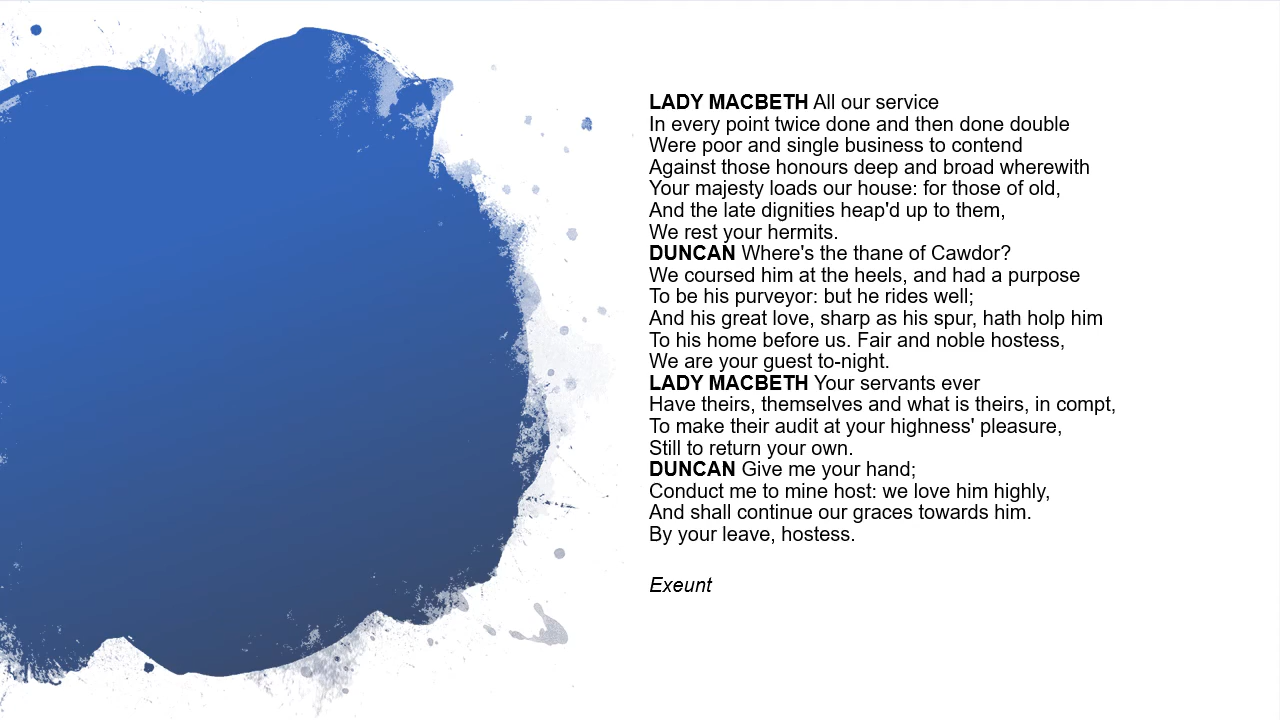 LADY MACBETH All our service
In every point twice done and then done double
Were poor and single business to contend
Against those honours deep and broad wherewith
Your majesty loads our house: for those of old,
And the late dignities heap'd up to them,
We rest your hermits.
DUNCAN Where's the thane of Cawdor?
We coursed him at the heels, and had a purpose
To be his purveyor: but he rides well;
And his great love, sharp as his spur, hath holp him
To his home before us. Fair and noble hostess,
We are your guest to-night.
LADY MACBETH Your servants ever
Have theirs, themselves and what is theirs, in compt,
To make their audit at your highness' pleasure,
Still to return your own.
DUNCAN Give me your hand;
Conduct me to mine host: we love him highly,
And shall continue our graces towards him.
By your leave, hostess.
Exeunt